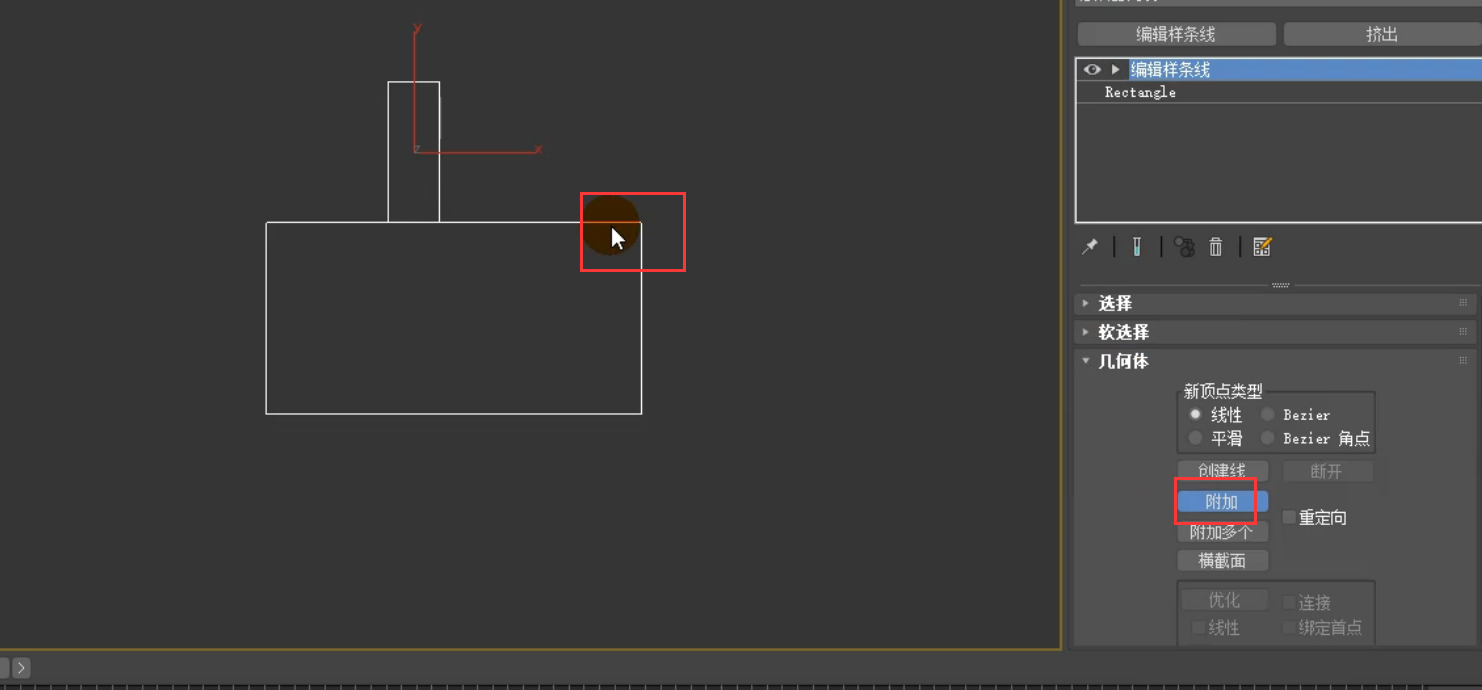 编辑样条线 挤出
编辑样条线
Rectangle
y
z x
选择
软选择
几何体
新顶点类型
线性 Bezier
平滑 Bezier 角点
创建线 断开
附加
重定向
附加多个
横截面
优化 连接
线性 绑定首点